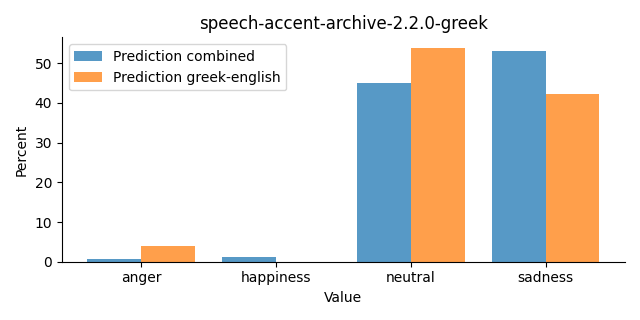 speech-accent-archive-2.2.0-greek
Prediction combined
Prediction greek-english
Percent
50
40
30
20
10
0
anger happiness neutral sadness
Value